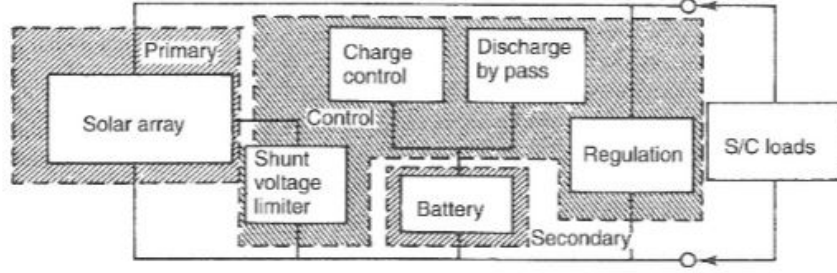 Primary
Charge
control
Discharge
by pass
Solar array
Control
Shunt
voltage
limiter
Regulation
S/C loads
Battery
Secondary